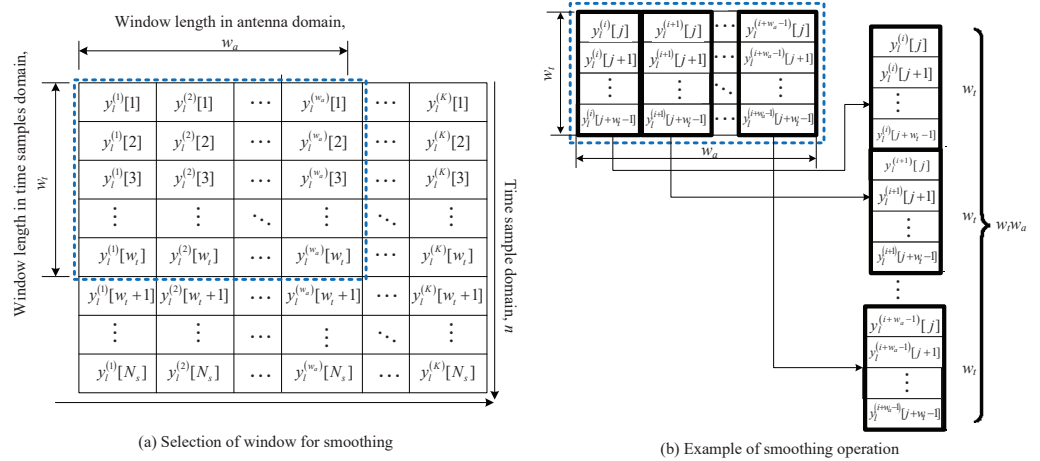 Window length in antenna domain,
w_a
Window length in time samples domain,
w_t
y_l^{(1)}[1] y_l^{(2)}[1] ⋯ y_l^{(w_a)}[1] ⋯ y_l^{(K)}[1]
y_l^{(1)}[2] y_l^{(2)}[2] ⋯ y_l^{(w_a)}[2] ⋯ y_l^{(K)}[2]
y_l^{(1)}[3] y_l^{(2)}[3] ⋯ y_l^{(w_a)}[3] ⋯ y_l^{(K)}[3]
⋮ ⋮ ⋱ ⋮ ⋱ ⋮
y_l^{(1)}[w_t] y_l^{(2)}[w_t] ⋯ y_l^{(w_a)}[w_t] ⋯ y_l^{(K)}[w_t]
y_l^{(1)}[w_t+1] y_l^{(2)}[w_t+1] ⋯ y_l^{(w_a)}[w_t+1] ⋯ y_l^{(K)}[w_t+1]
⋮ ⋮ ⋯ ⋮ ⋱ ⋮
y_l^{(1)}[N_s] y_l^{(2)}[N_s] ⋯ y_l^{(w_a)}[N_s] ⋯ y_l^{(K)}[N_s]
Time sample domain, n
(a) Selection of window for smoothing
w_t
y_l^{(i)}[j] y_l^{(i+1)}[j] ⋯ y_l^{(i+w_a-1)}[j]
y_l^{(i)}[j+1] y_l^{(i+1)}[j+1] ⋯ y_l^{(i+w_a-1)}[j+1]
⋮ ⋮ ⋱ ⋮
y_l^{(i)}[j+w_t-1] y_l^{(i+1)}[j+w_t-1] ⋯ y_l^{(i+w_a-1)}[j+w_t-1]
w_a
y_l^{(i)}[j]
y_l^{(i)}[j+1]
⋮
y_l^{(i)}[j+w_t-1]
w_t
y_l^{(i+1)}[j]
y_l^{(i+1)}[j+1]
⋮
y_l^{(i+1)}[j+w_t-1]
w_t
w_t w_a
⋮
y_l^{(i+w_a-1)}[j]
y_l^{(i+w_a-1)}[j+1]
⋮
y_l^{(i+w_a-1)}[j+w_t-1]
w_t
(b) Example of smoothing operation